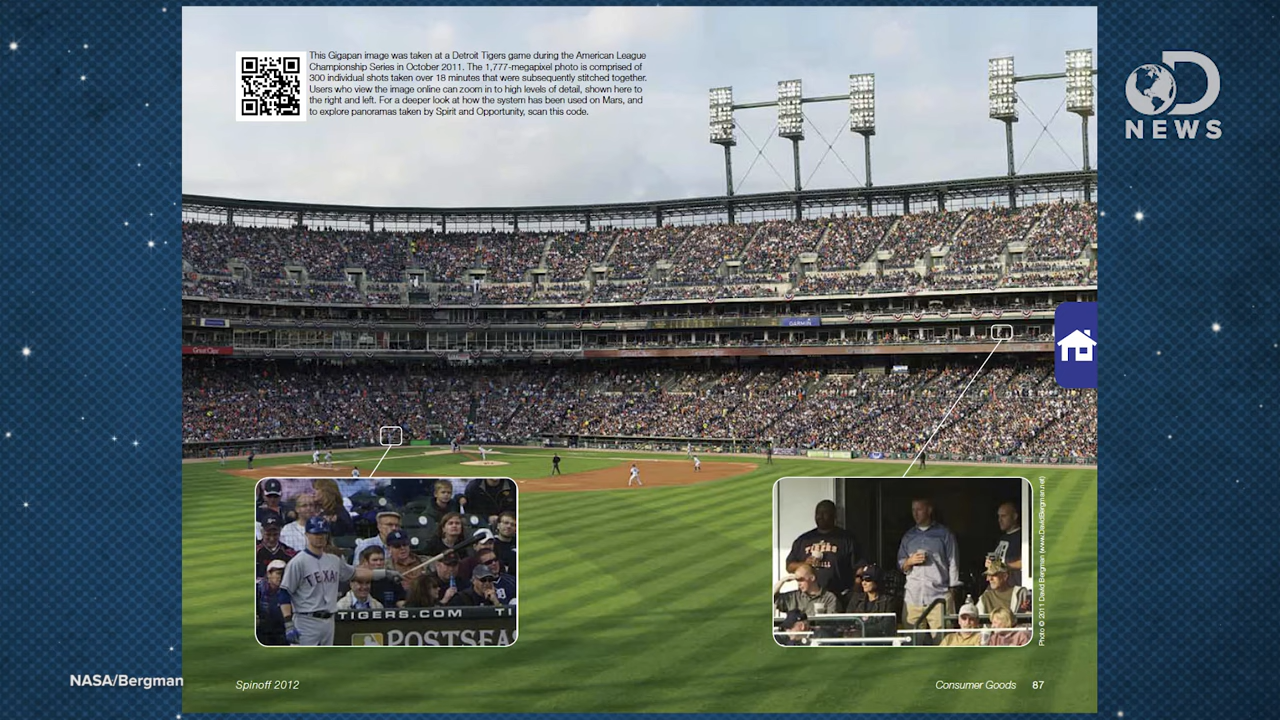 This Gigapan image was taken at a Detroit Tigers game during the American League
Championship Series in October 2011. The 1,777-megapixel photo is comprised of
300 individual shots taken over 18 minutes that were subsequently stitched together.
Users who view the image online can zoom in to high levels of detail, shown here to
the right and left. For a deeper look at how the system has been used on Mars, and
to explore panoramas taken by Spirit and Opportunity, scan this code.
D
NEWS
GARMIN
Great Clips
TEXAS
TIGERS
TIGERS.COM TI
POSTSEA
Photo © 2011 David Bergman (www.DavidBergman.net)
NASA/Bergman
Spinoff 2012
Consumer Goods 87